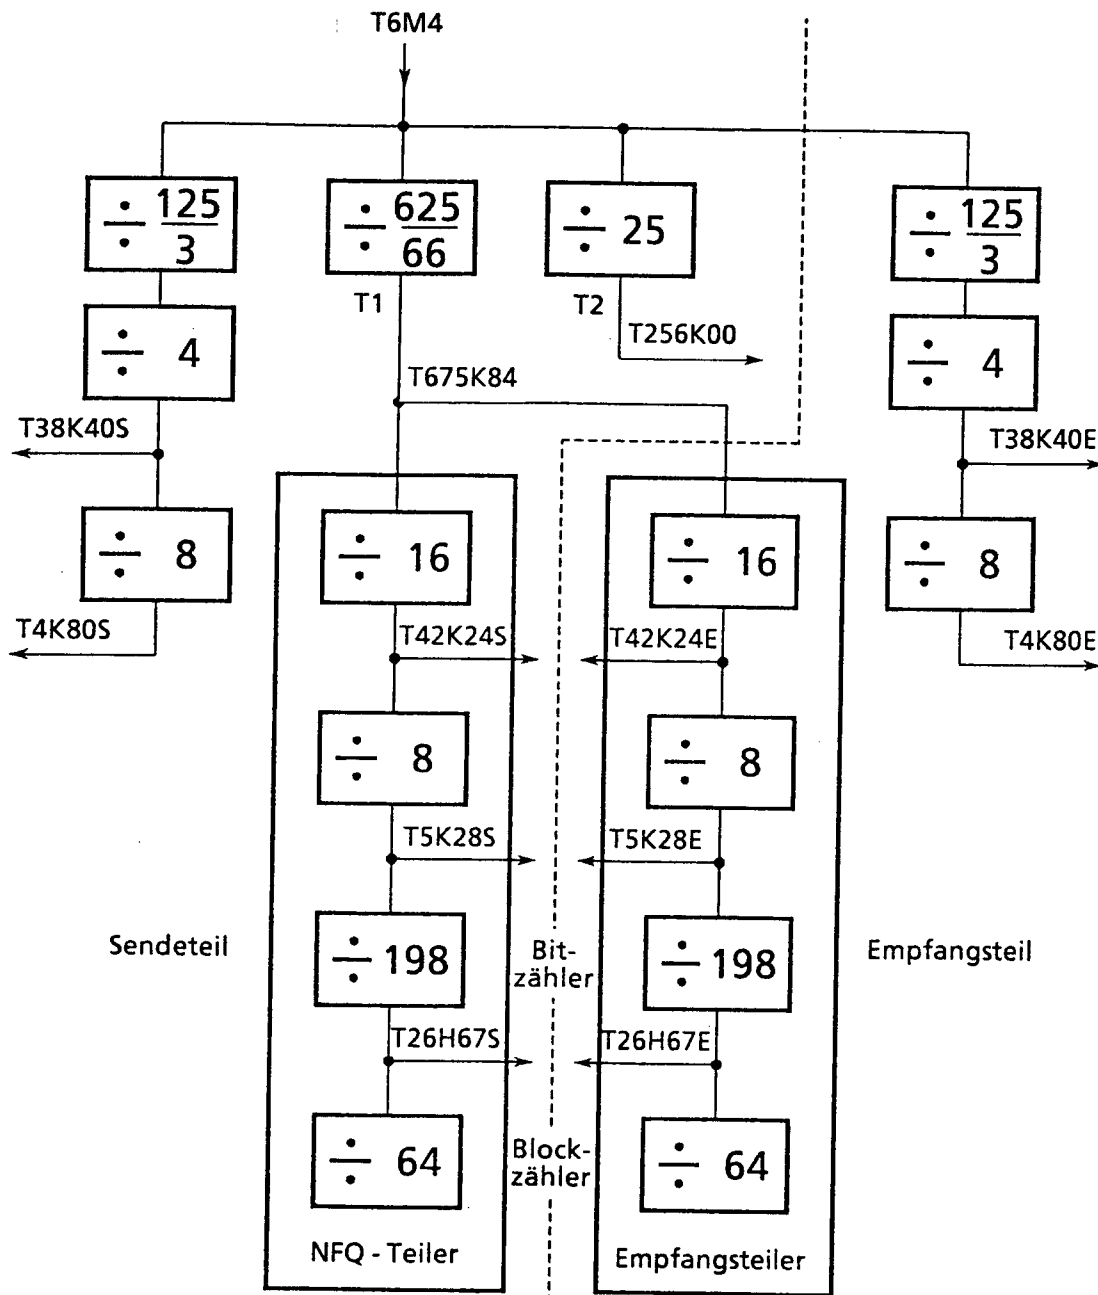 T6M4
÷ 125/3
÷ 625/66
÷ 25
÷ 125/3
T1
T2
T256K00
÷ 4
÷ 4
T675K84
T38K40S
T38K40E
÷ 8
÷ 16
÷ 16
÷ 8
T4K80S
T42K24S
T42K24E
T4K80E
÷ 8
÷ 8
T5K28S
T5K28E
Sendeteil
÷ 198
Bit-
zähler
÷ 198
Empfangsteil
T26H67S
T26H67E
÷ 64
Block-
zähler
÷ 64
NFQ - Teiler
Empfangsteiler